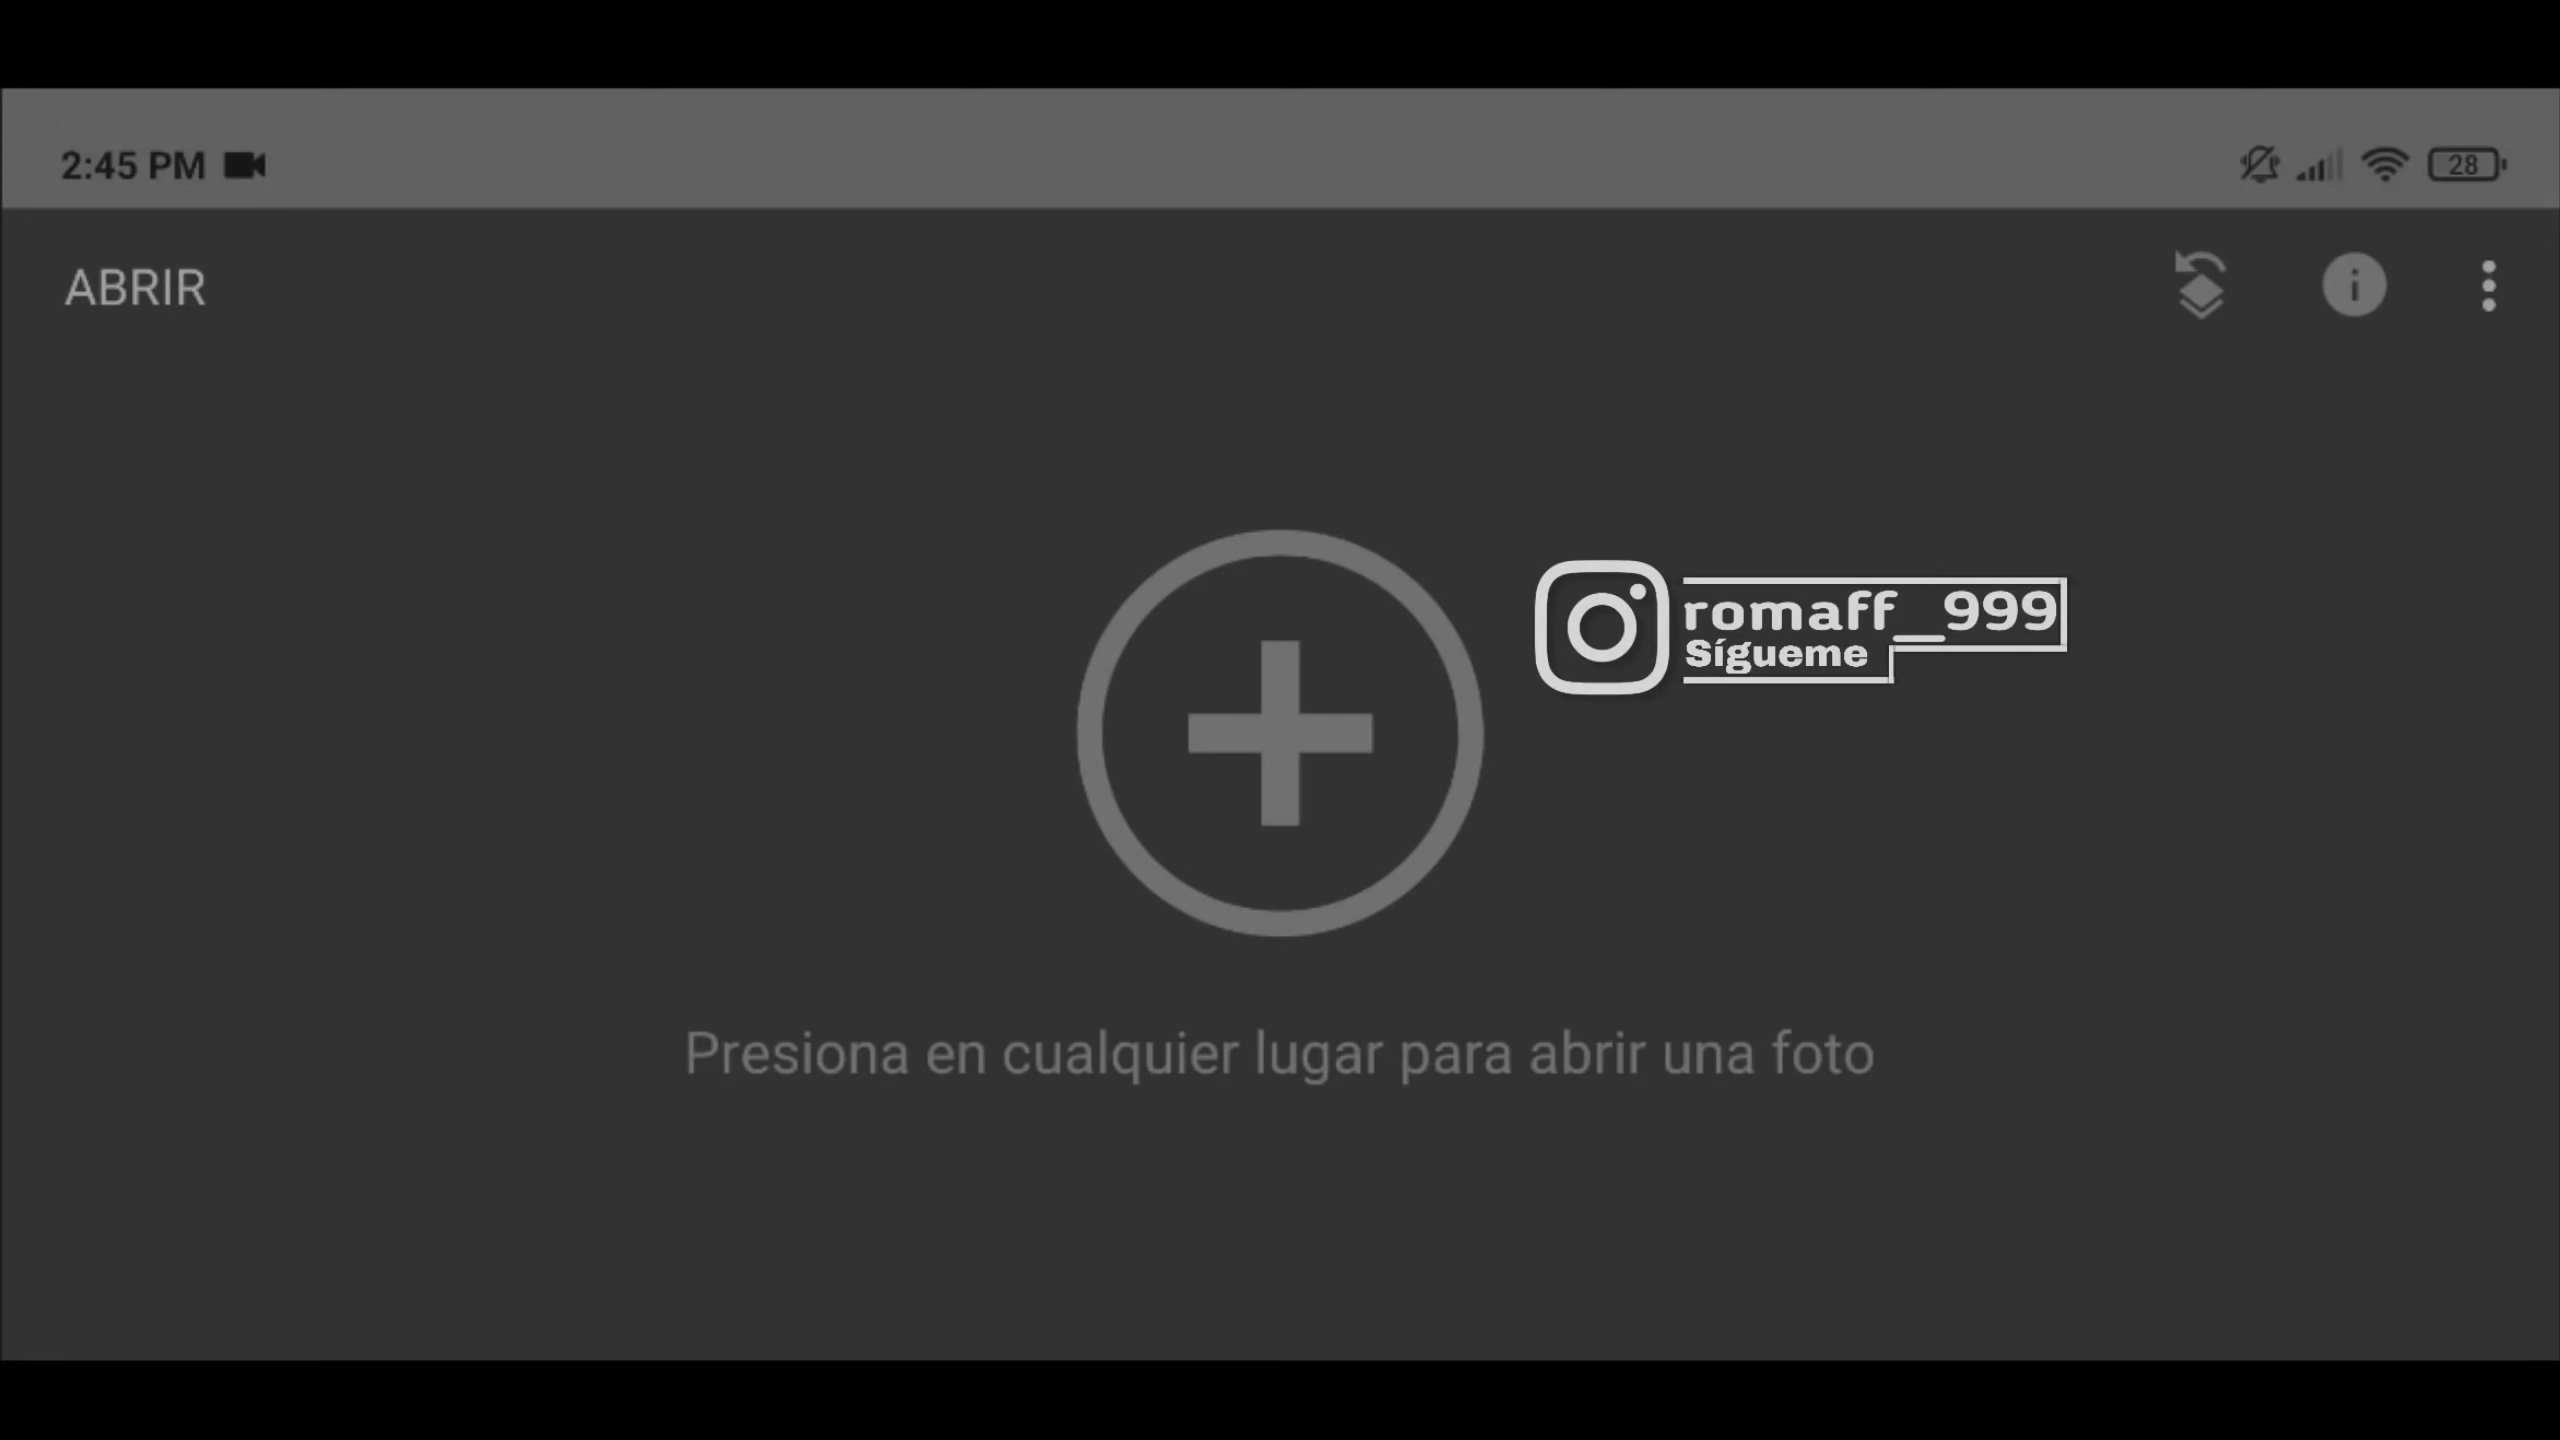 2:45 PM
28
ABRIR
romaff_999
Sígueme
Presiona en cualquier lugar para abrir una foto